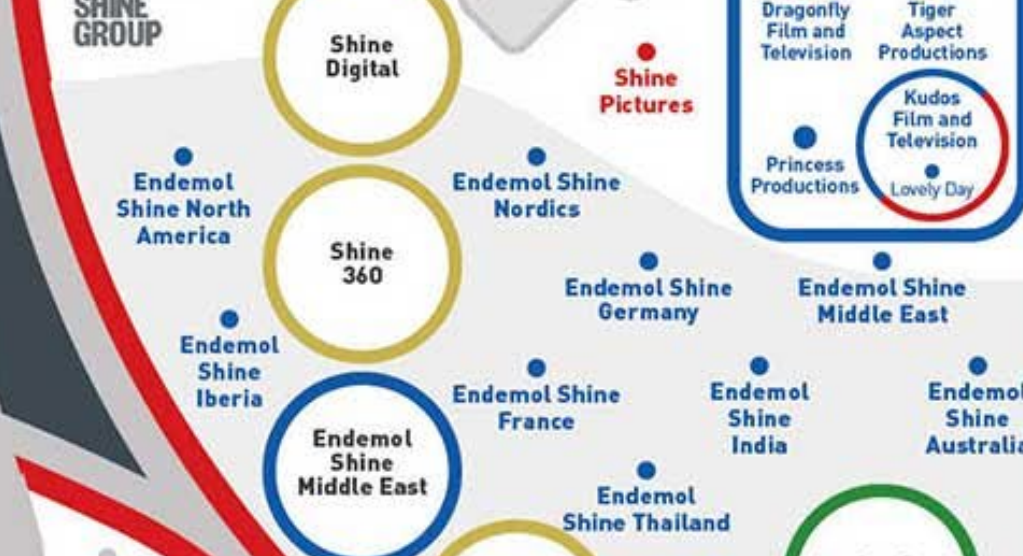 SHINE
GROUP
Shine
Digital
Shine
Pictures
Dragonfly
Film and
Television
Tiger
Aspect
Productions
Kudos
Film and
Television
Lovely Day
Princess
Productions
Endemol
Shine North
America
Shine
360
Endemol Shine
Nordics
Endemol Shine
Germany
Endemol Shine
Middle East
Endemol
Shine
Iberia
Endemol Shine
France
Endemol
Shine
India
Endemol
Shine
Australia
Endemol
Shine
Middle East
Endemol
Shine Thailand